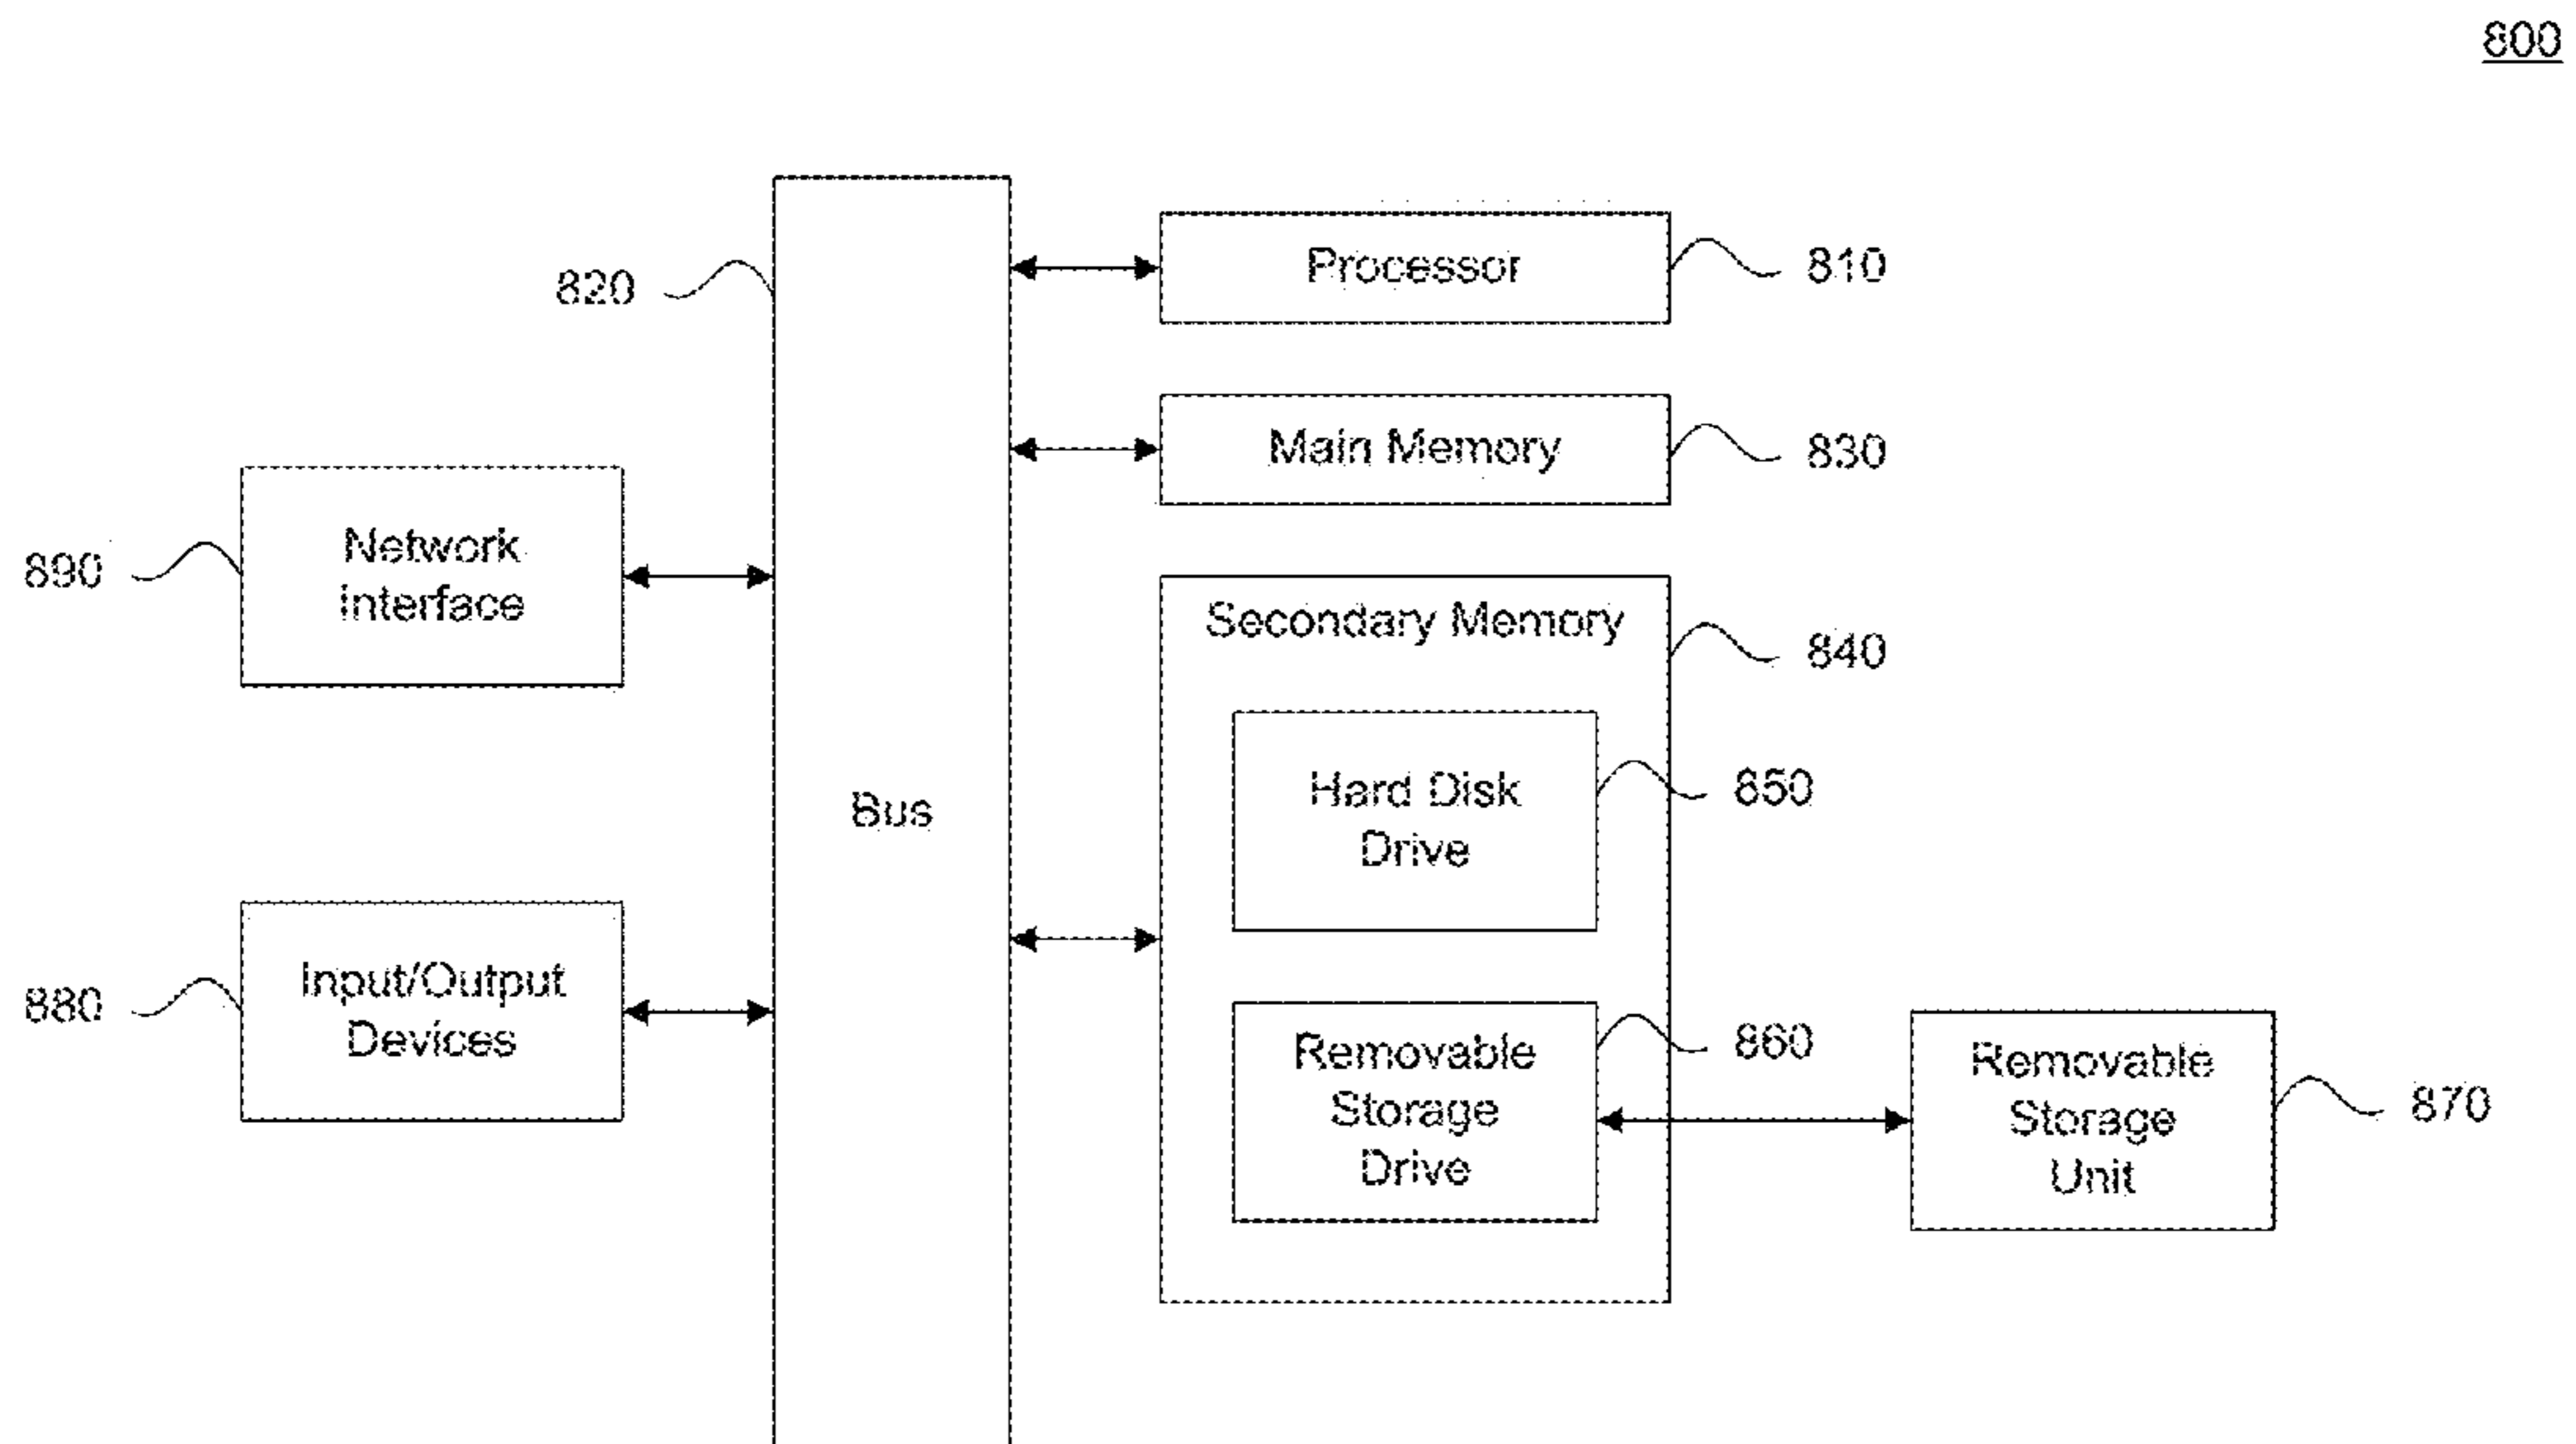 800
820
Processor
810
Main Memory
830
890
Network
Interface
Secondary Memory
840
Hard Disk
Drive
850
Bus
880
Input/Output
Devices
Removable
Storage
Drive
860
Removable
Storage
Unit
870